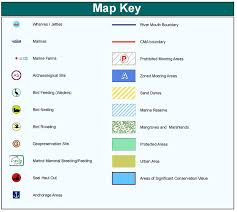 Map Key
Wharves / Jetties
River Mouth Boundary
Marinas
CMA boundary
Marine Farms
P
Prohibited Mooring Areas
Archaeological Site
A
Zoned Mooring Areas
Bird Feeding (Waders)
Sand Dunes
Bird Nesting
Marine Reserve
Bird Roosting
Mangroves and Marshlands
Geopreservation Site
Protected Areas
Marine Mammal Breeding/Feeding
Urban Area
Seal Haul Out
Areas of Significant Conservation Value
Anchorage Areas